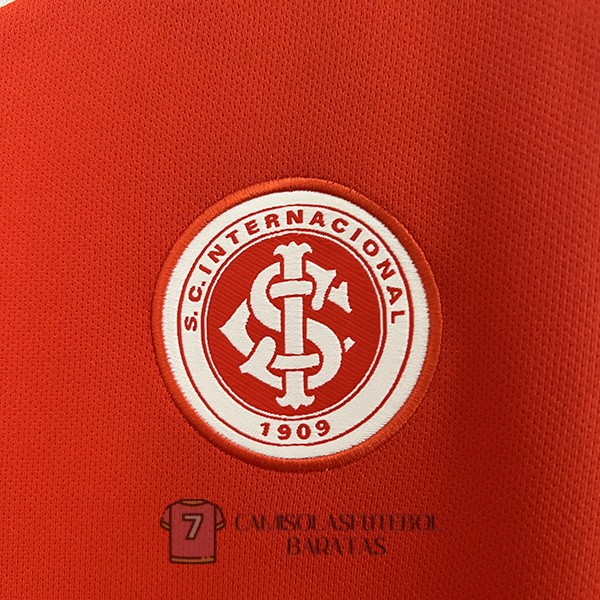 S.C. INTERNACIONAL
SCI
1909
7
CAMISOLASFUTEBOL
BARATAS